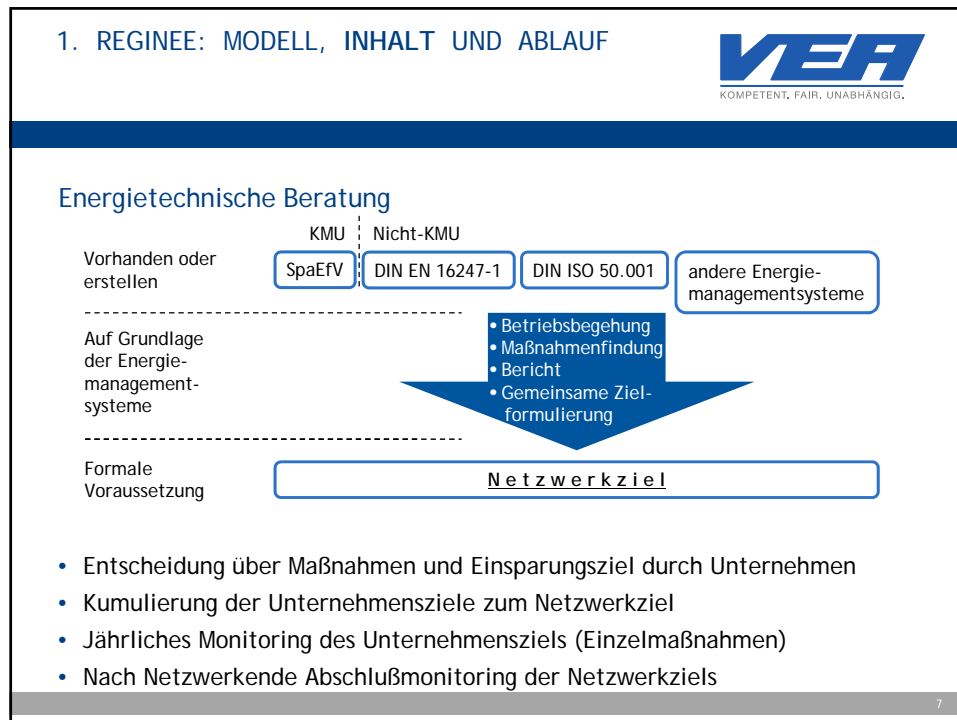 1. REGINEE: MODELL, INHALT UND ABLAUF
VEA
KOMPETENT. FAIR. UNABHÄNGIG.
Energietechnische Beratung
KMU
Nicht-KMU
Vorhanden oder
erstellen
SpaEfV
DIN EN 16247-1
DIN ISO 50.001
andere Energie-
managementsysteme
Auf Grundlage
der Energie-
management-
systeme
• Betriebsbegehung
• Maßnahmenfindung
• Bericht
• Gemeinsame Ziel-
formulierung
Formale
Voraussetzung
Netzwerkziel
• Entscheidung über Maßnahmen und Einsparungsziel durch Unternehmen
• Kumulierung der Unternehmensziele zum Netzwerkziel
• Jährliches Monitoring des Unternehmensziels (Einzelmaßnahmen)
• Nach Netzwerkende Abschlußmonitoring der Netzwerkziels
7